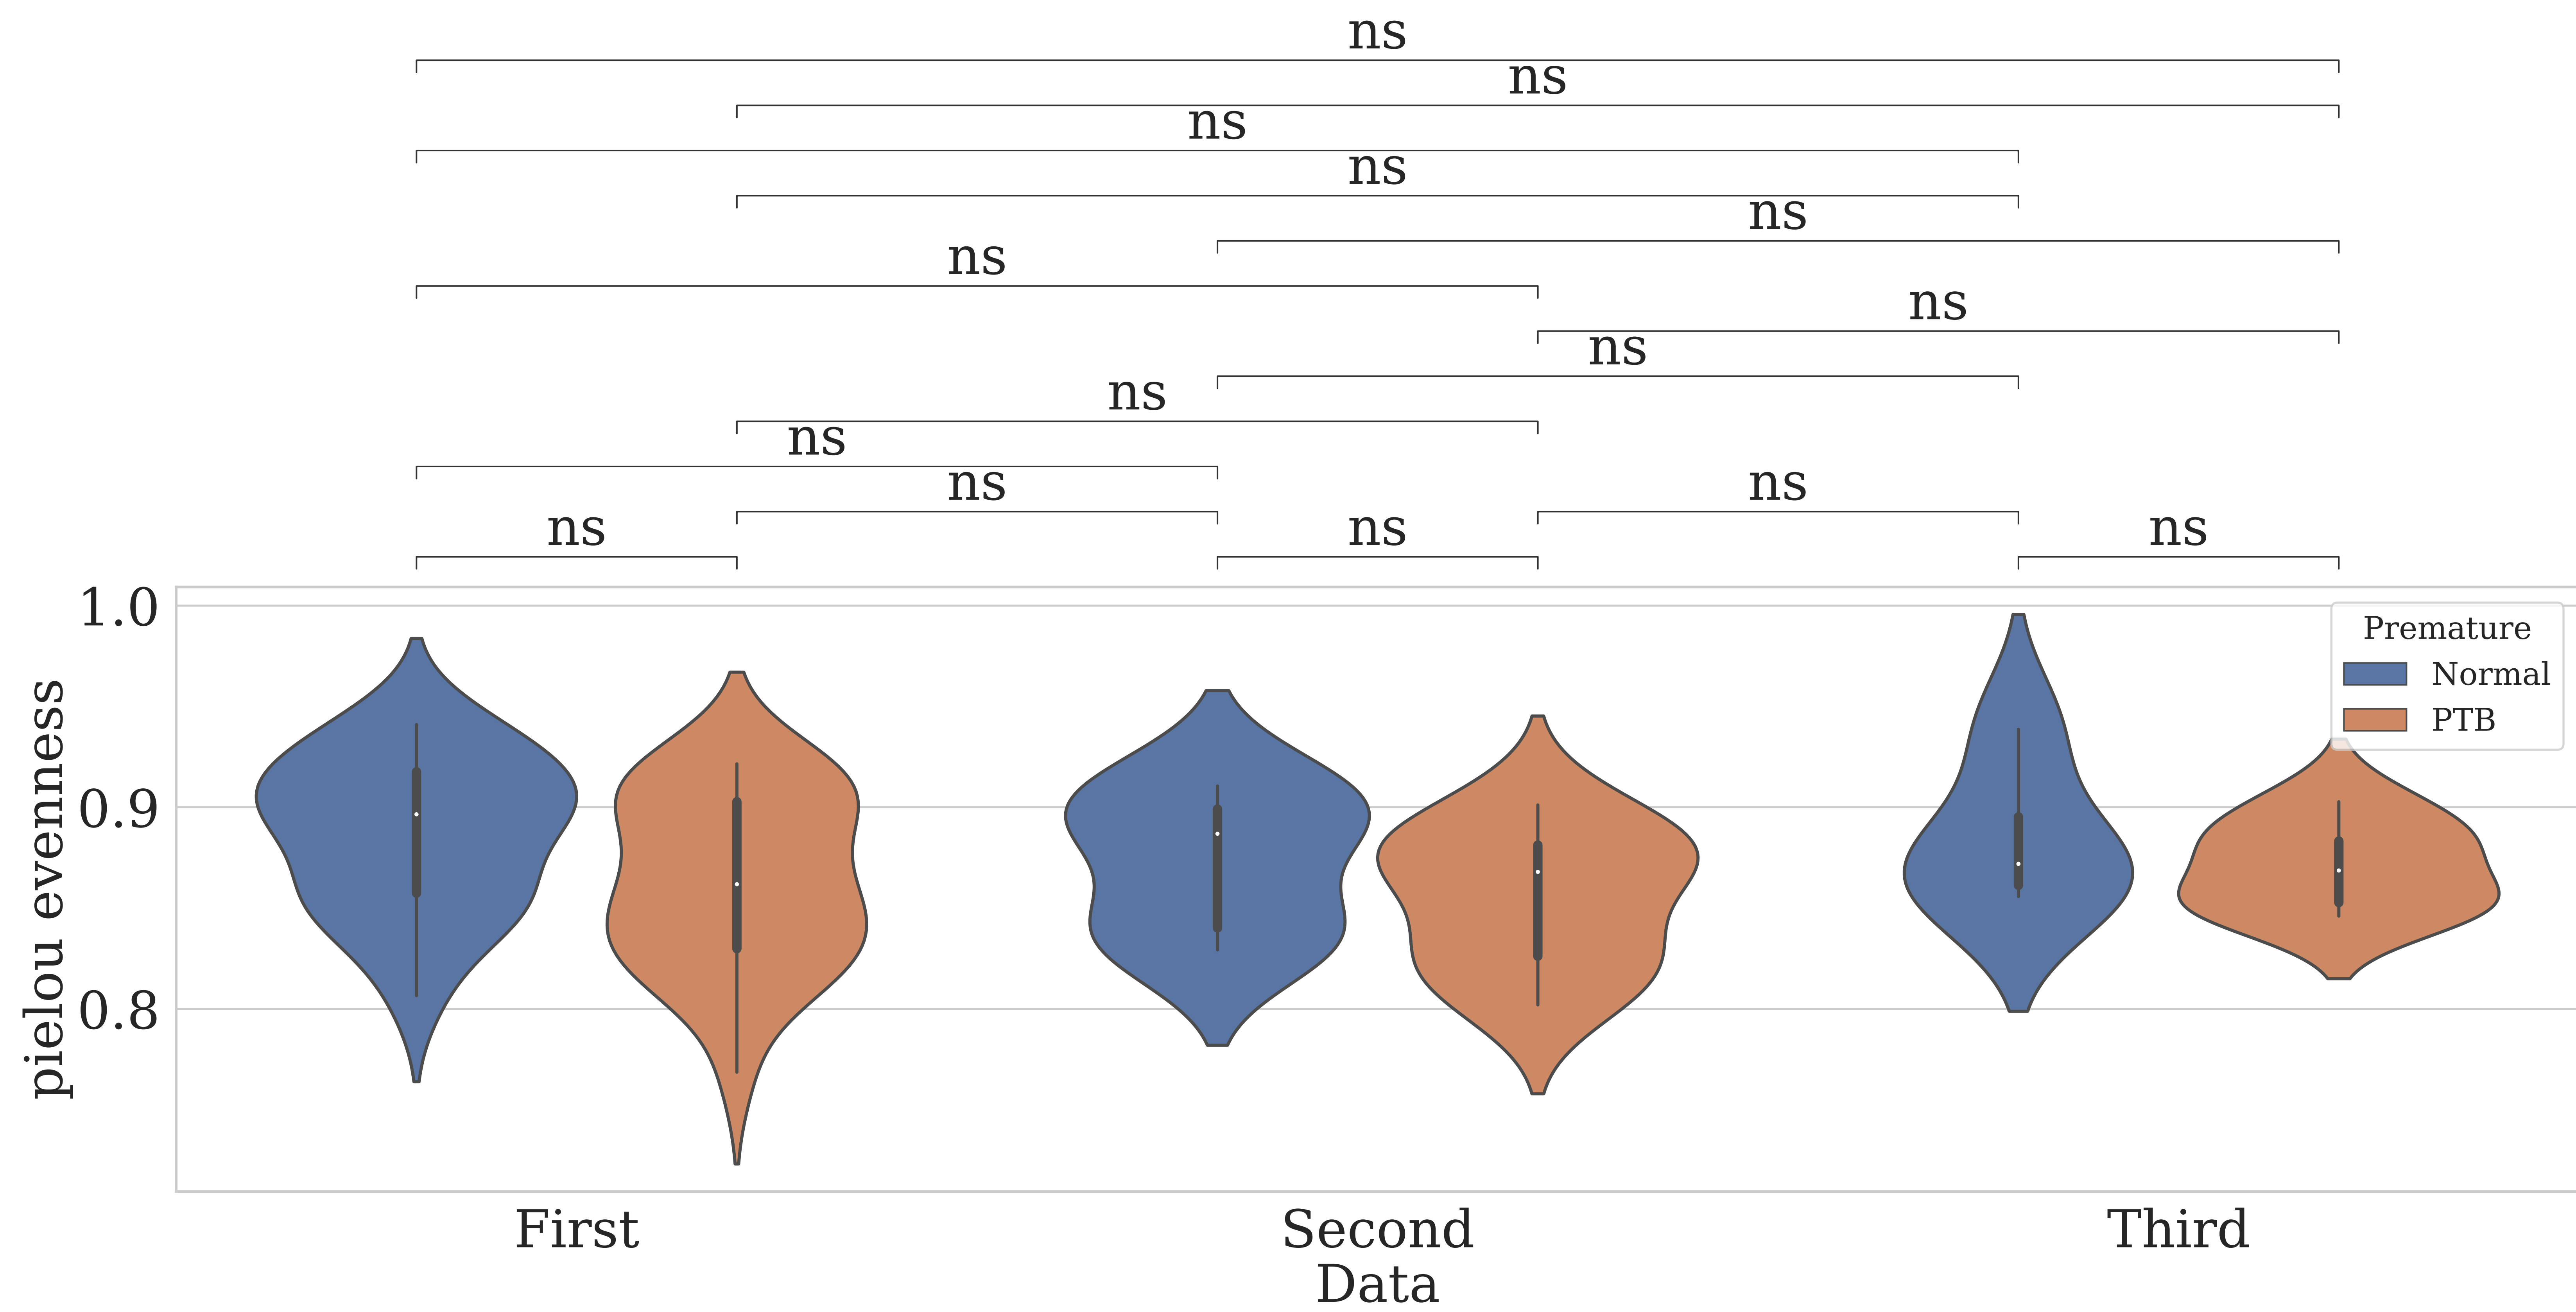 ns
ns
ns
ns
ns
ns
ns
ns
ns
ns
ns ns
ns ns ns
1.0
0.9
0.8
pielou evenness
Premature
Normal
PTB
First Second Third
Data